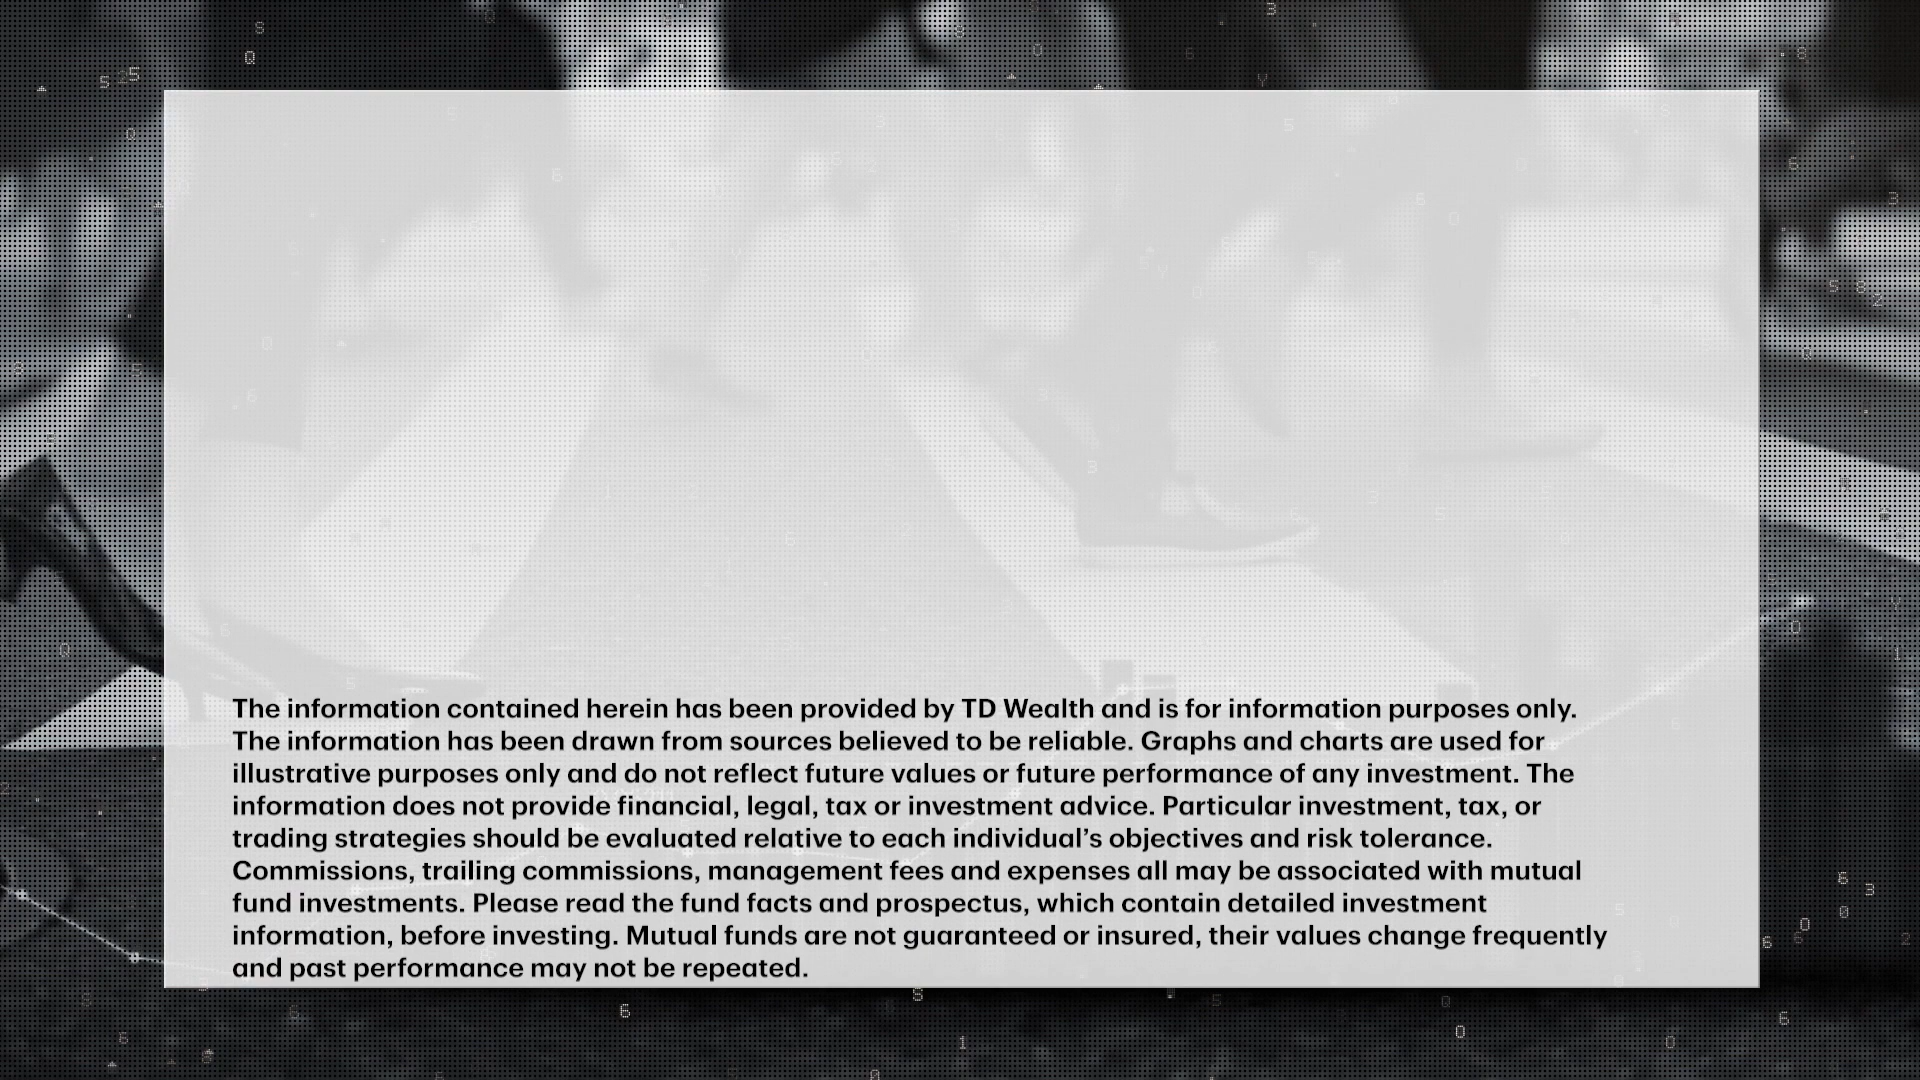 The information contained herein has been provided by TD Wealth and is for information purposes only.
The information has been drawn from sources believed to be reliable. Graphs and charts are used for
illustrative purposes only and do not reflect future values or future performance of any investment. The
information does not provide financial, legal, tax or investment advice. Particular investment, tax, or
trading strategies should be evaluated relative to each individual’s objectives and risk tolerance.
Commissions, trailing commissions, management fees and expenses all may be associated with mutual
fund investments. Please read the fund facts and prospectus, which contain detailed investment
information, before investing. Mutual funds are not guaranteed or insured, their values change frequently
and past performance may not be repeated.